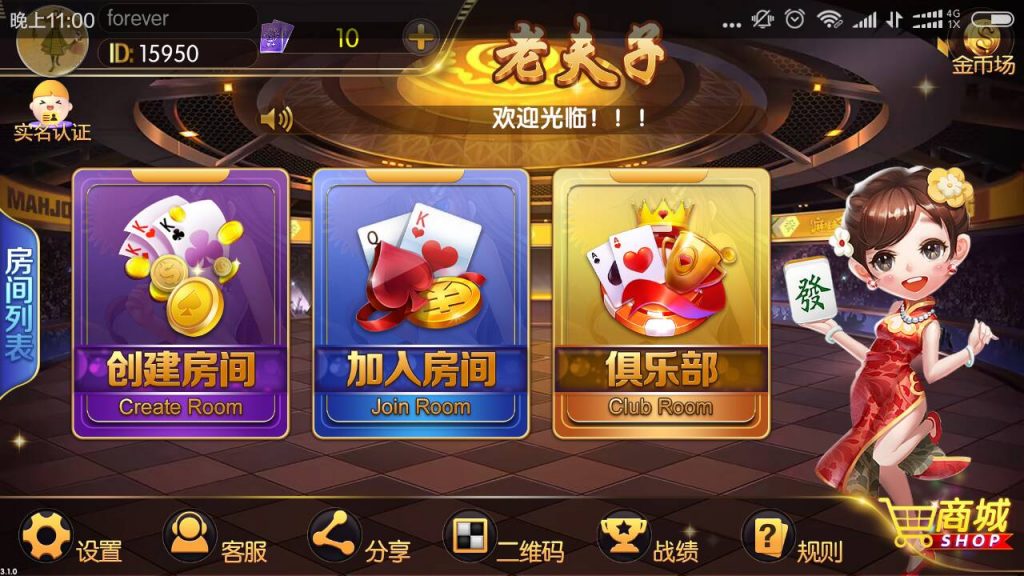 晚上11:00
forever
4G
1X
ID: 15950
10
老夫子
金币场
实名认证
欢迎光临！！！
MAHJO
房间列表
K
K
K
Q
K
A
A
發
创建房间
Create Room
加入房间
Join Room
俱乐部
Club Room
设置
客服
分享
二维码
战绩
规则
商城
SHOP
3.1.0